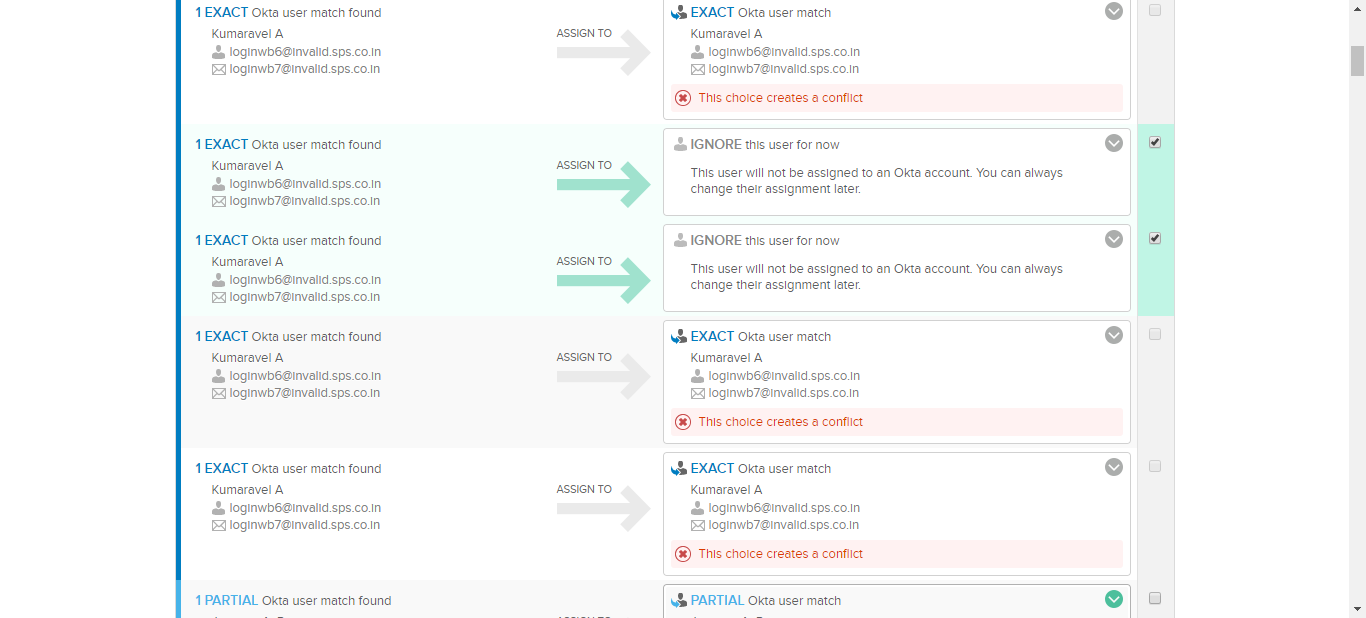 1 EXACT Okta user match found
Kumaravel A
loginwb6@invalid.sps.co.in
loginwb7@invalid.sps.co.in
ASSIGN TO
EXACT Okta user match
Kumaravel A
loginwb6@invalid.sps.co.in
loginwb7@invalid.sps.co.in
This choice creates a conflict
1 EXACT Okta user match found
Kumaravel A
loginwb6@invalid.sps.co.in
loginwb7@invalid.sps.co.in
ASSIGN TO
IGNORE this user for now
This user will not be assigned to an Okta account. You can always
change their assignment later.
1 EXACT Okta user match found
Kumaravel A
loginwb6@invalid.sps.co.in
loginwb7@invalid.sps.co.in
ASSIGN TO
IGNORE this user for now
This user will not be assigned to an Okta account. You can always
change their assignment later.
1 EXACT Okta user match found
Kumaravel A
loginwb6@invalid.sps.co.in
loginwb7@invalid.sps.co.in
ASSIGN TO
EXACT Okta user match
Kumaravel A
loginwb6@invalid.sps.co.in
loginwb7@invalid.sps.co.in
This choice creates a conflict
1 EXACT Okta user match found
Kumaravel A
loginwb6@invalid.sps.co.in
loginwb7@invalid.sps.co.in
ASSIGN TO
EXACT Okta user match
Kumaravel A
loginwb6@invalid.sps.co.in
loginwb7@invalid.sps.co.in
This choice creates a conflict
1 PARTIAL Okta user match found
PARTIAL Okta user match